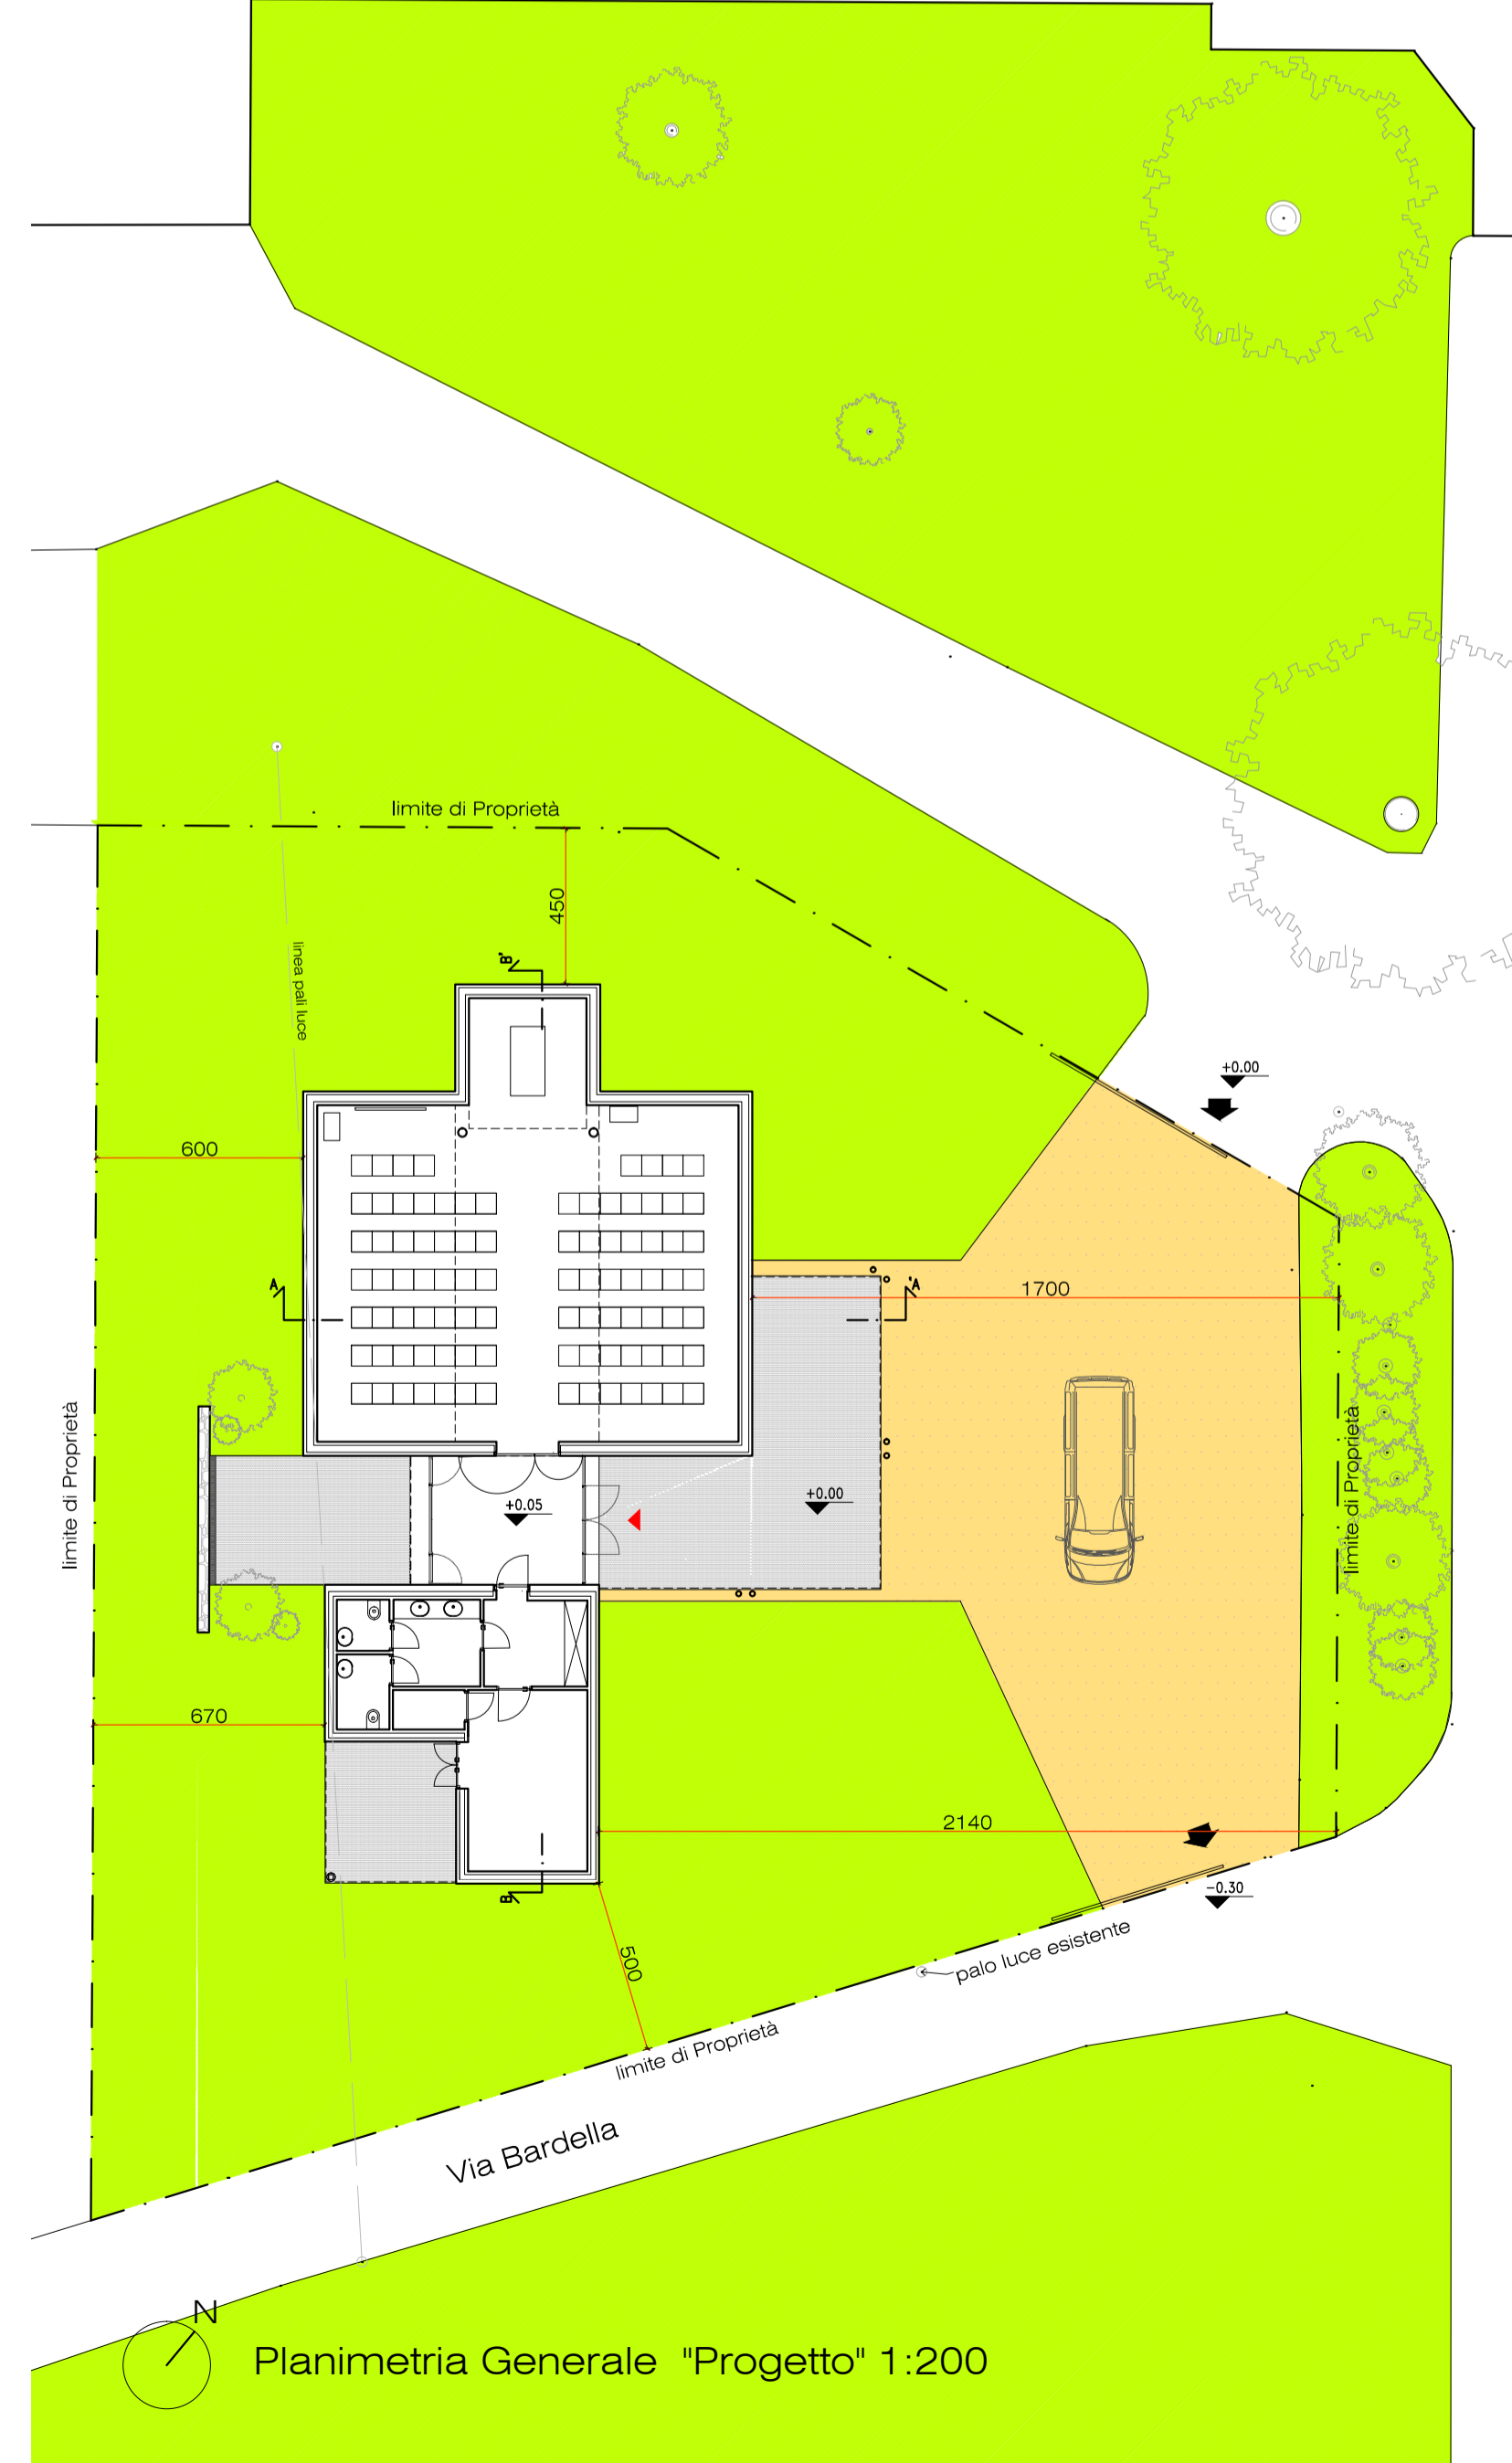 limite di Proprietà
450
linea pali luce
B'
+0.00
600
A
'A
1700
limite di Proprietà
limite di Proprietà
+0.05
+0.00
670
2140
B
-0.30
500
palo luce esistente
limite di Proprietà
Via Bardella
N
Planimetria Generale "Progetto" 1:200